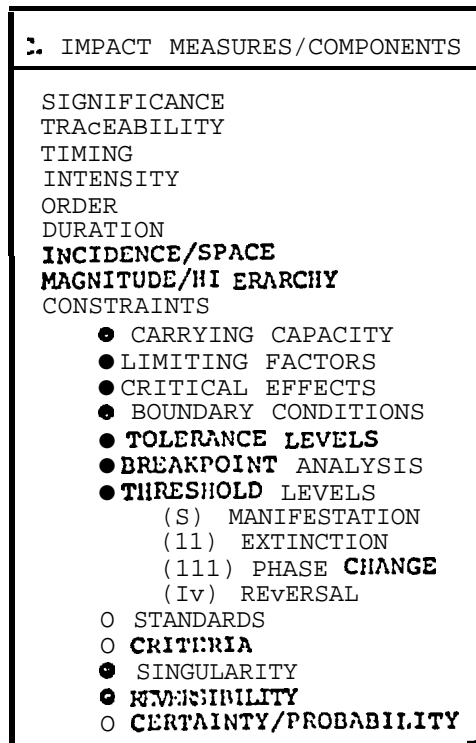 IMPACT MEASURES/COMPONENTS
SIGNIFICANCE
TRAcEABILITY
TIMING
INTENSITY
ORDER
DURATION
INCIDENCE/SPACE
MAGNITUDE/HI ERARCHY
CONSTRAINTS
● CARRYING CAPACITY
● LIMITING FACTORS
● CRITICAL EFFECTS
● BOUNDARY CONDITIONS
● TOLERANCE LEVELS
● BREAKPOINT ANALYSIS
● THRESHOLD LEVELS
(S) MANIFESTATION
(11) EXTINCTION
(111) PHASE CHANGE
(Iv) REvERSAL
O STANDARDS
O CRITERIA
● SINGULARITY
● REVERSIBILITY
O CERTAINTY/PROBABILITY